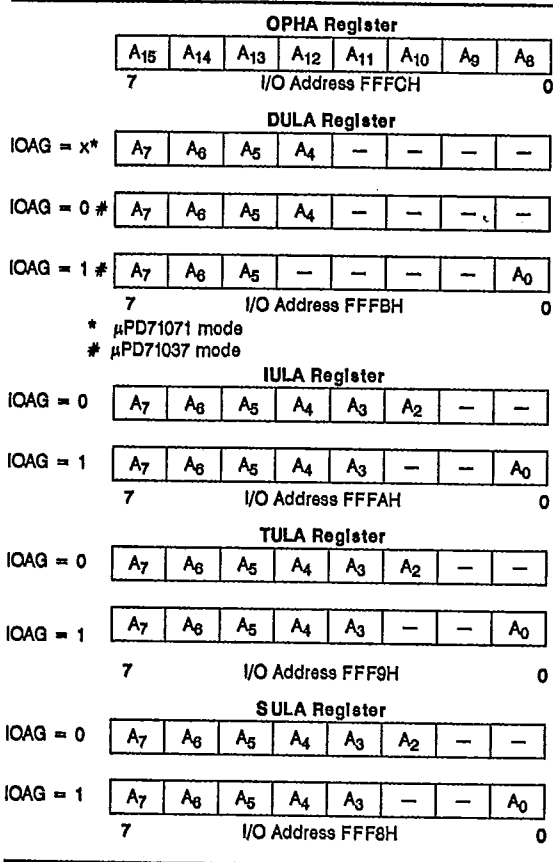 OPHA Register
A15 A14 A13 A12 A11 A10 A9 A8
7 I/O Address FFFCH 0
DULA Register
IOAG = x* A7 A6 A5 A4 – – – –
IOAG = 0 # A7 A6 A5 A4 – – – –
IOAG = 1 # A7 A6 A5 – – – – A0
7 I/O Address FFFBH 0
* µPD71071 mode
# µPD71037 mode
IULA Register
IOAG = 0 A7 A6 A5 A4 A3 A2 – –
IOAG = 1 A7 A6 A5 A4 A3 – – A0
7 I/O Address FFFAH 0
TULA Register
IOAG = 0 A7 A6 A5 A4 A3 A2 – –
IOAG = 1 A7 A6 A5 A4 A3 – – A0
7 I/O Address FFF9H 0
SULA Register
IOAG = 0 A7 A6 A5 A4 A3 A2 – –
IOAG = 1 A7 A6 A5 A4 A3 – – A0
7 I/O Address FFF8H 0